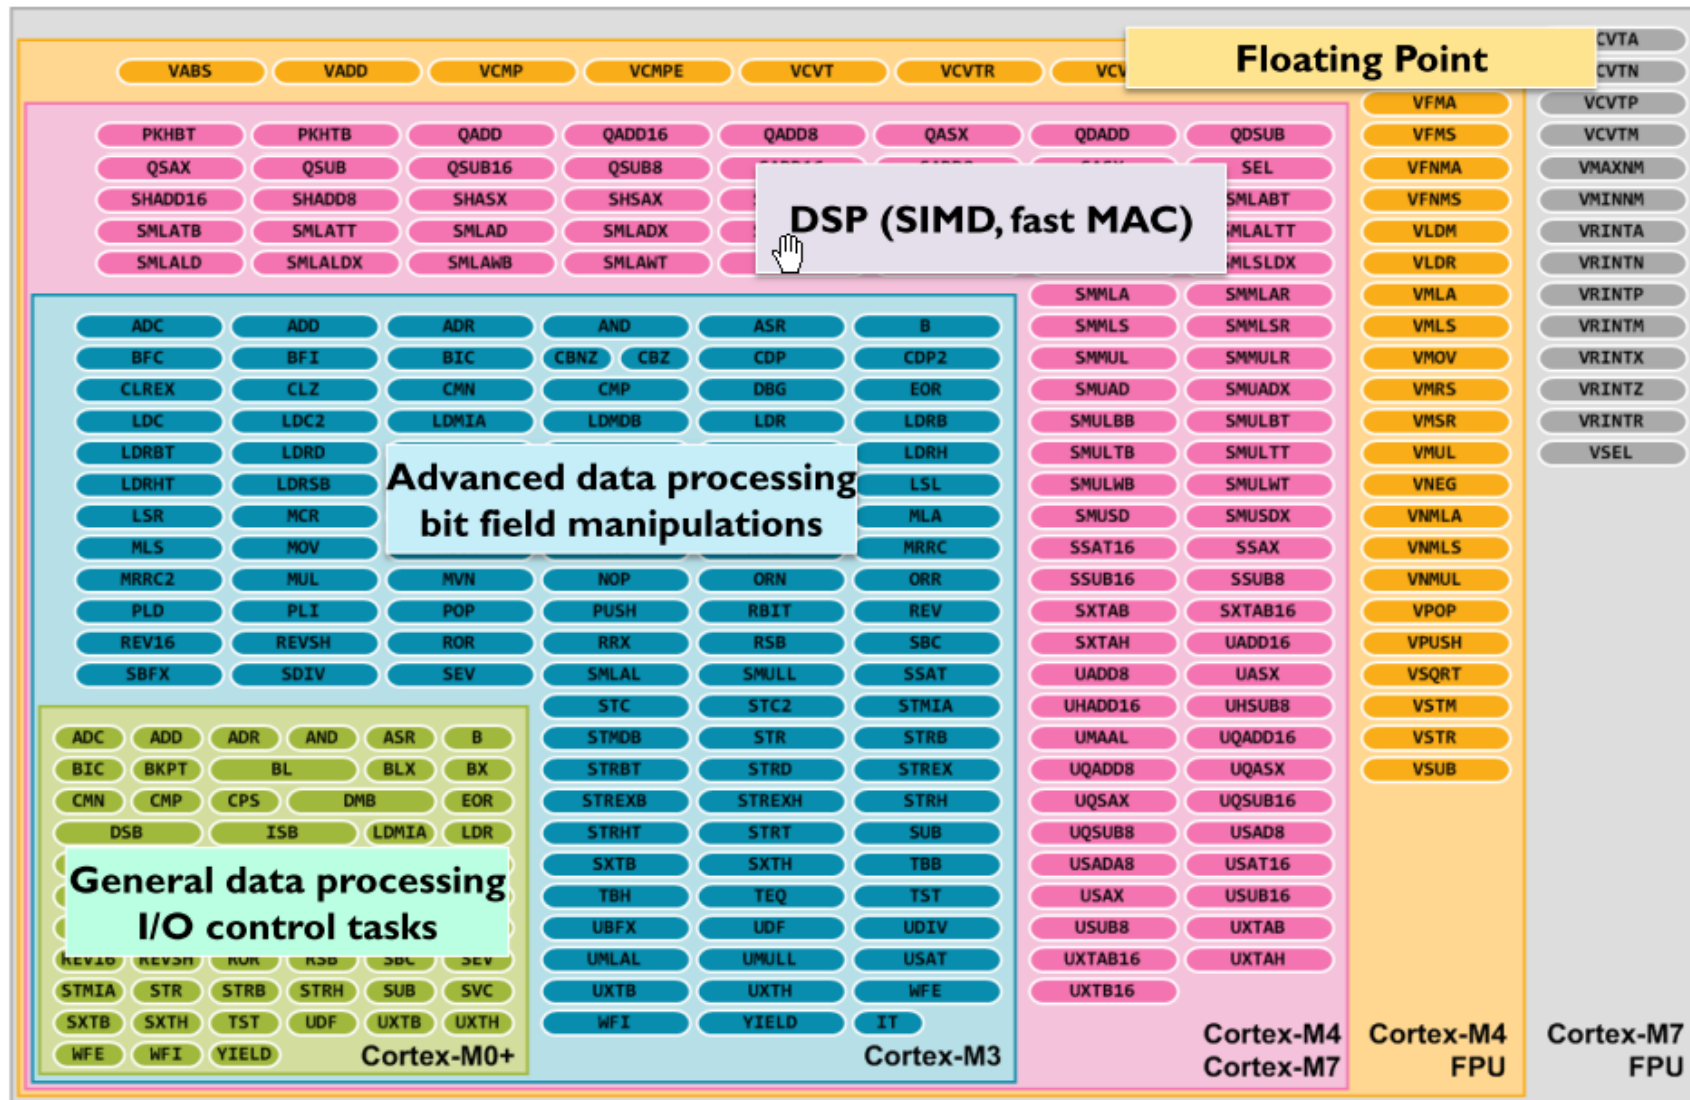 CVTA
Floating Point
VABS VADD VCMP VCMPE VCVT VCVTR VCV CVTN
VFMA VCVTP
PKHBT PKHTB QADD QADD16 QADD8 QASX QDADD QDSUB VFMS VCVTM
QSAX QSUB QSUB16 QSUB8 SEL VFNMA VMAXNM
SHADD16 SHADD8 SHASX SHSAX SMLABT VFNMS VMINNM
DSP (SIMD, fast MAC)
SMLATB SMLATT SMLAD SMLADX SMLALTT VLDM VRINTA
SMLALD SMLALDX SMLAWB SMLAWT SMLSLDX VLDR VRINTN
SMMLA SMMLAR VMLA VRINTP
ADC ADD ADR AND ASR B SMMLS SMMLSR VMLS VRINTM
BFC BFI BIC CBNZ CBZ CDP CDP2 SMMUL SMMULR VMOV VRINTX
CLREX CLZ CMN CMP DBG EOR SMUAD SMUADX VMRS VRINTZ
LDC LDC2 LDMIA LDMDB LDR LDRB SMULBB SMULBT VMSR VRINTR
LDRBT LDRD LDRH SMULTB SMULTT VMUL VSEL
Advanced data processing
LDRHT LDRSB LSL SMULWB SMULWT VNEG
bit field manipulations
LSR MCR MLA SMUSD SMUSDX VNMLA
MLS MOV MRRC SSAT16 SSAX VNMLS
MRRC2 MUL MVN NOP ORN ORR SSUB16 SSUB8 VNMUL
PLD PLI POP PUSH RBIT REV SXTAB SXTAB16 VPOP
REV16 REVSH ROR RRX RSB SBC SXTAH UADD16 VPUSH
SBFX SDIV SEV SMLAL SMULL SSAT UADD8 UASX VSQRT
STC STC2 STMIA UHADD16 UHSUB8 VSTM
ADC ADD ADR AND ASR B STMDB STR STRB UMAAL UQADD16 VSTR
BIC BKPT BL BLX BX STRBT STRD STREX UQADD8 UQASX VSUB
CMN CMP CPS DMB EOR STREXB STREXH STRH UQSAX UQSUB16
DSB ISB LDMIA LDR STRHT STRT SUB UQSUB8 USAD8
SXTB SXTH TBB USADA8 USAT16
General data processing
TBH TEQ TST USAX USUB16
I/O control tasks
UBFX UDF UDIV USUB8 UXTAB
REV16 REVSH ROR RSB SBC SEV UMLAL UMULL USAT UXTAB16 UXTAH
STMIA STR STRB STRH SUB SVC UXTB UXTH WFE UXTB16
SXTB SXTH TST UDF UXTB UXTH WFI YIELD IT
WFE WFI YIELD
Cortex-M0+
Cortex-M3
Cortex-M4
Cortex-M7
Cortex-M4
FPU
Cortex-M7
FPU